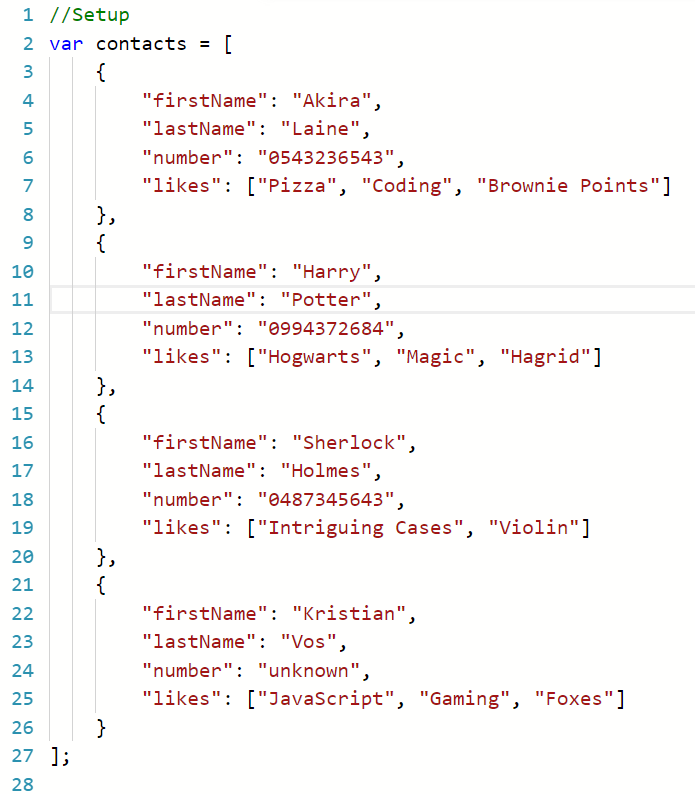 1 //Setup
2 var contacts = [
3     {
4         "firstName": "Akira",
5         "lastName": "Laine",
6         "number": "0543236543",
7         "likes": ["Pizza", "Coding", "Brownie Points"]
8     },
9     {
10         "firstName": "Harry",
11         "lastName": "Potter",
12         "number": "0994372684",
13         "likes": ["Hogwarts", "Magic", "Hagrid"]
14     },
15     {
16         "firstName": "Sherlock",
17         "lastName": "Holmes",
18         "number": "0487345643",
19         "likes": ["Intriguing Cases", "Violin"]
20     },
21     {
22         "firstName": "Kristian",
23         "lastName": "Vos",
24         "number": "unknown",
25         "likes": ["JavaScript", "Gaming", "Foxes"]
26     }
27 ];
28